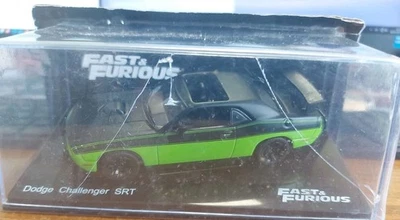 FAST&
FURIOUS
Dodge Challenger SRT
FAST&
FURIOUS